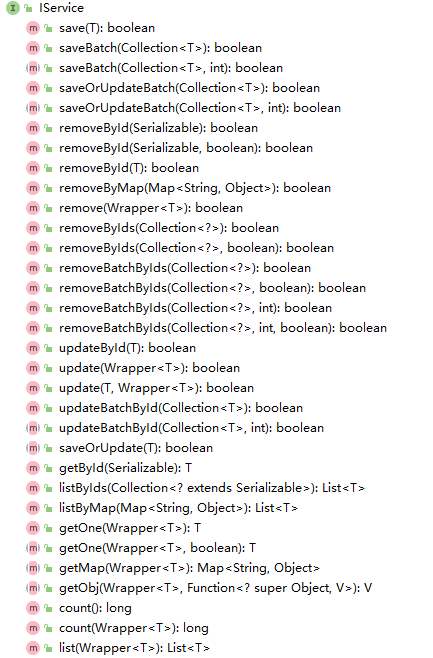 IService
save(T): boolean
saveBatch(Collection<T>): boolean
saveBatch(Collection<T>, int): boolean
saveOrUpdateBatch(Collection<T>): boolean
saveOrUpdateBatch(Collection<T>, int): boolean
removeById(Serializable): boolean
removeById(Serializable, boolean): boolean
removeById(T): boolean
removeByMap(Map<String, Object>): boolean
remove(Wrapper<T>): boolean
removeByIds(Collection<?>): boolean
removeByIds(Collection<?>, boolean): boolean
removeBatchByIds(Collection<?>): boolean
removeBatchByIds(Collection<?>, boolean): boolean
removeBatchByIds(Collection<?>, int): boolean
removeBatchByIds(Collection<?>, int, boolean): boolean
updateById(T): boolean
update(Wrapper<T>): boolean
update(T, Wrapper<T>): boolean
updateBatchById(Collection<T>): boolean
updateBatchById(Collection<T>, int): boolean
saveOrUpdate(T): boolean
getById(Serializable): T
listByIds(Collection<? extends Serializable>): List<T>
listByMap(Map<String, Object>): List<T>
getOne(Wrapper<T>): T
getOne(Wrapper<T>, boolean): T
getMap(Wrapper<T>): Map<String, Object>
getObj(Wrapper<T>, Function<? super Object, V>): V
count(): long
count(Wrapper<T>): long
list(Wrapper<T>): List<T>